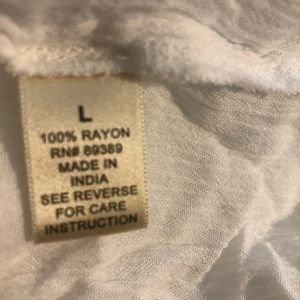 L
100% RAYON
RN# 89389
MADE IN
INDIA
SEE REVERSE
FOR CARE
INSTRUCTION